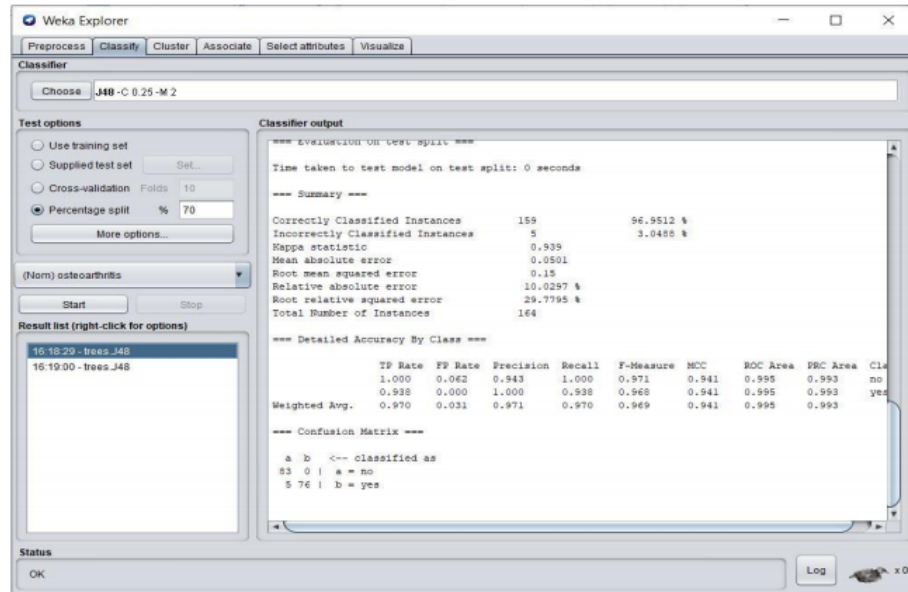 Weka Explorer
Preprocess Classify Cluster Associate Select attributes Visualize
Classifier
Choose J48 -C 0.25 -M 2
Test options
Use training set
Supplied test set Set...
Cross-validation Folds 10
Percentage split % 70
More options...
(Nom) osteoarthritis
Start Stop
Result list (right-click for options)
16:18:29 - trees.J48
16:19:00 - trees.J48
Classifier output
=== Evaluation on test split ===
Time taken to test model on test split: 0 seconds
=== Summary ===
Correctly Classified Instances 159 96.9512 %
Incorrectly Classified Instances 5 3.0488 %
Kappa statistic 0.939
Mean absolute error 0.0501
Root mean squared error 0.15
Relative absolute error 10.0297 %
Root relative squared error 29.7795 %
Total Number of Instances 164
=== Detailed Accuracy By Class ===
TP Rate FP Rate Precision Recall F-Measure MCC ROC Area PRC Area Cla
1.000 0.062 0.943 1.000 0.971 0.941 0.995 0.993 no
0.938 0.000 1.000 0.938 0.968 0.941 0.995 0.993 yes
Weighted Avg. 0.970 0.031 0.971 0.970 0.969 0.941 0.995 0.993
=== Confusion Matrix ===
a b <-- classified as
83 0 | a = no
5 76 | b = yes
Status
OK
Log
x 0